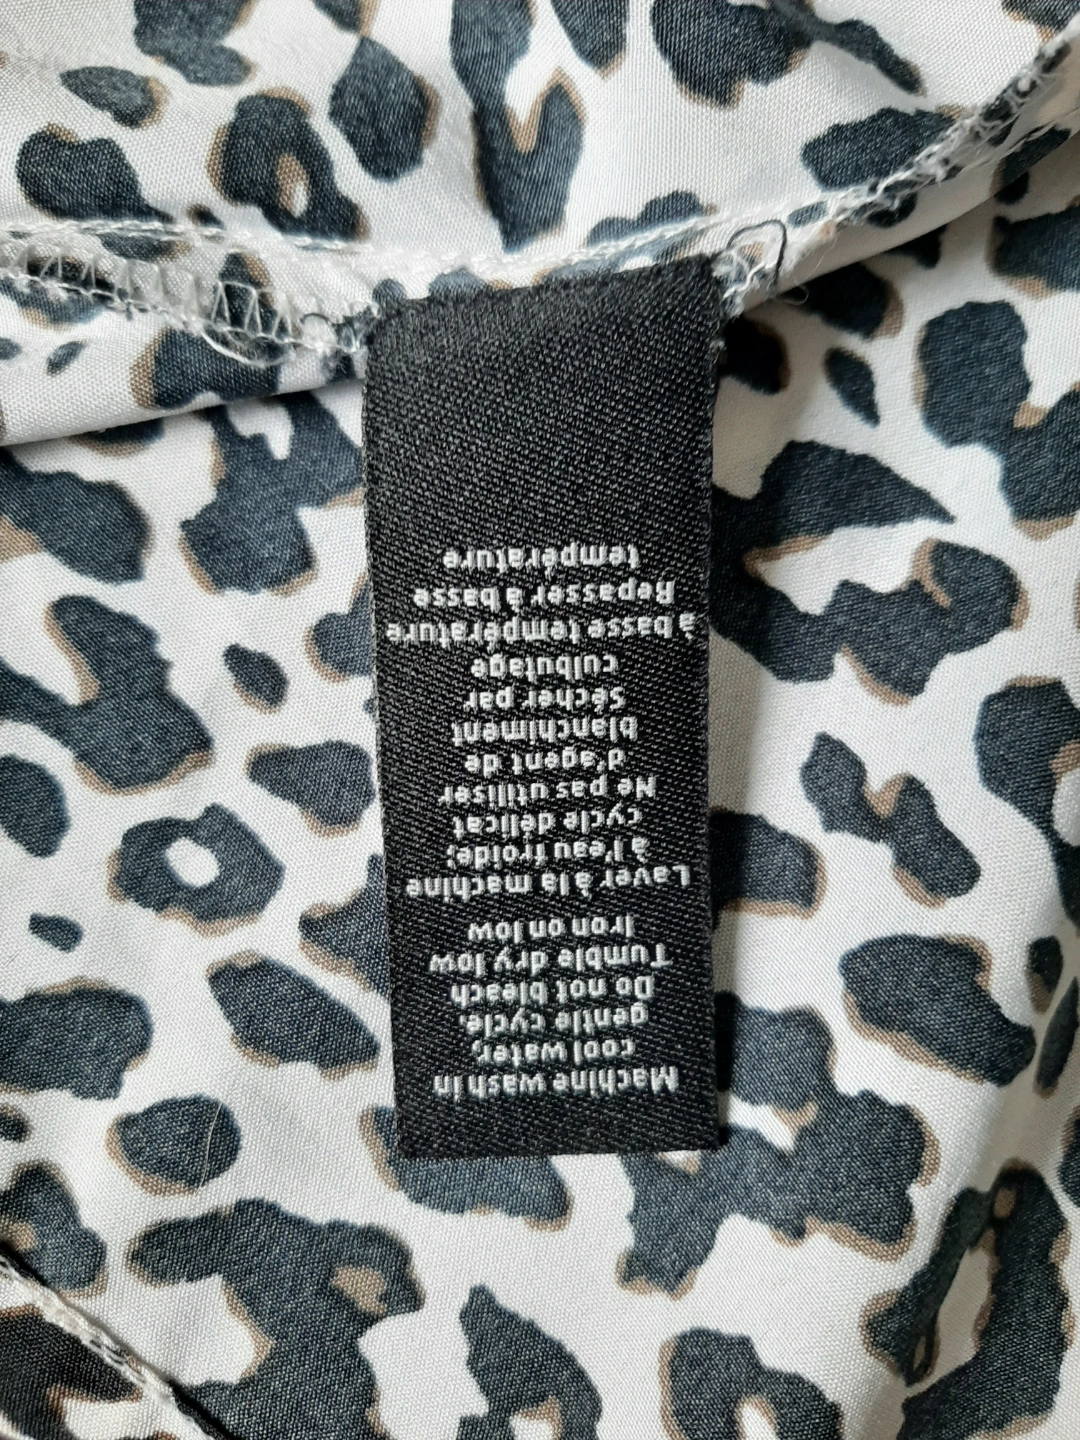 Machine wash in
cool water,
gentle cycle.
Do not bleach
Tumble dry low
Iron on low
Laver à la machine
à l'eau froide;
cycle délicat
Ne pas utiliser
d'agent de
blanchiment
Sécher par
culbutage
à basse température
Repasser à basse
température